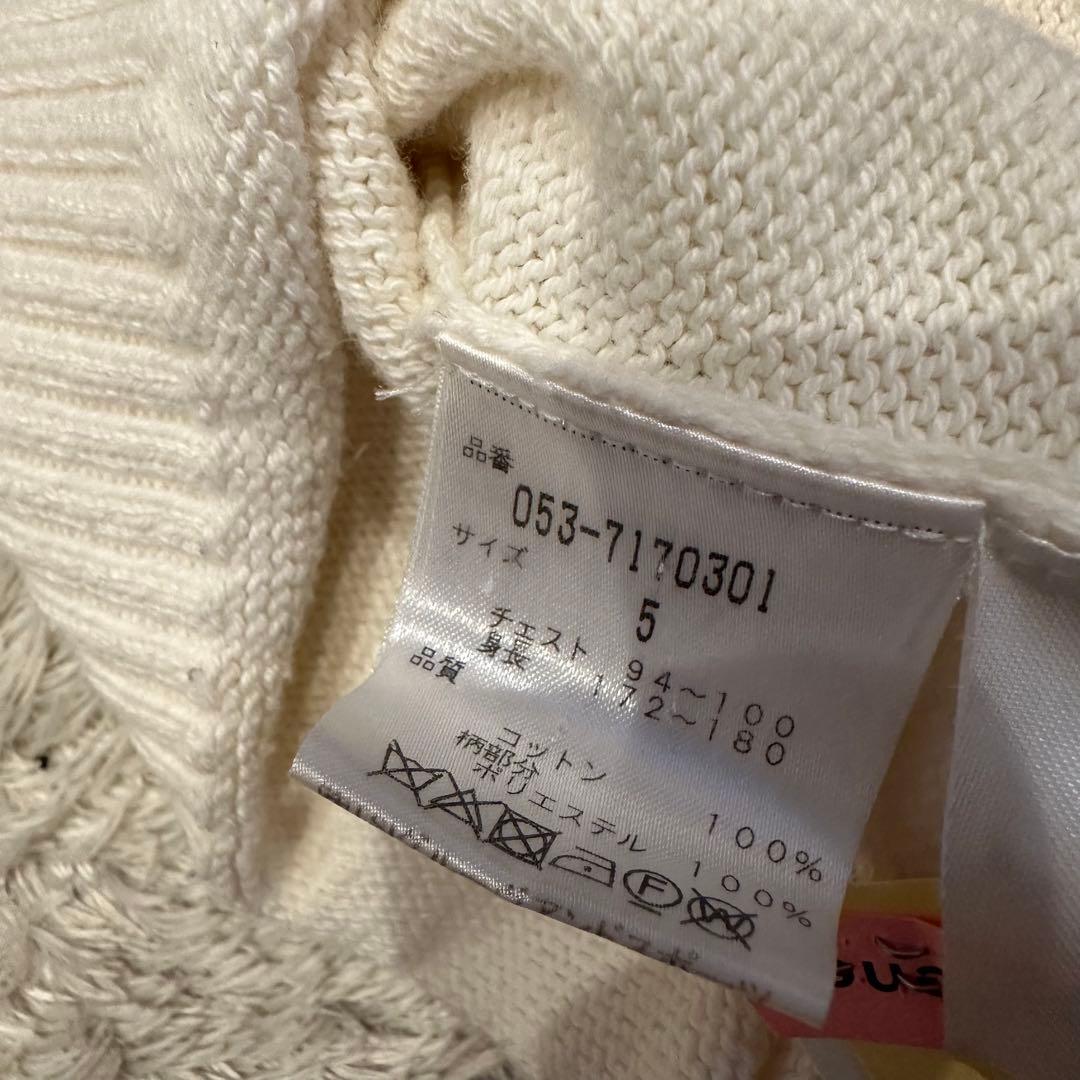 品番
053-7170301
サイズ
5
チェスト 94～100
身長 172～180
品質
コットン 100%
柄部分
ポリエステル 100%
F
W